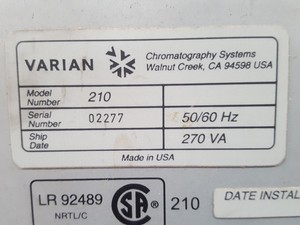 VARIAN
Chromatography Systems
Walnut Creek, CA 94598 USA
Model Number 210
Serial Number 02277 50/60 Hz
Ship Date 270 VA
Made in USA
LR 92489
NRTL/C
SA
210
DATE INSTAL